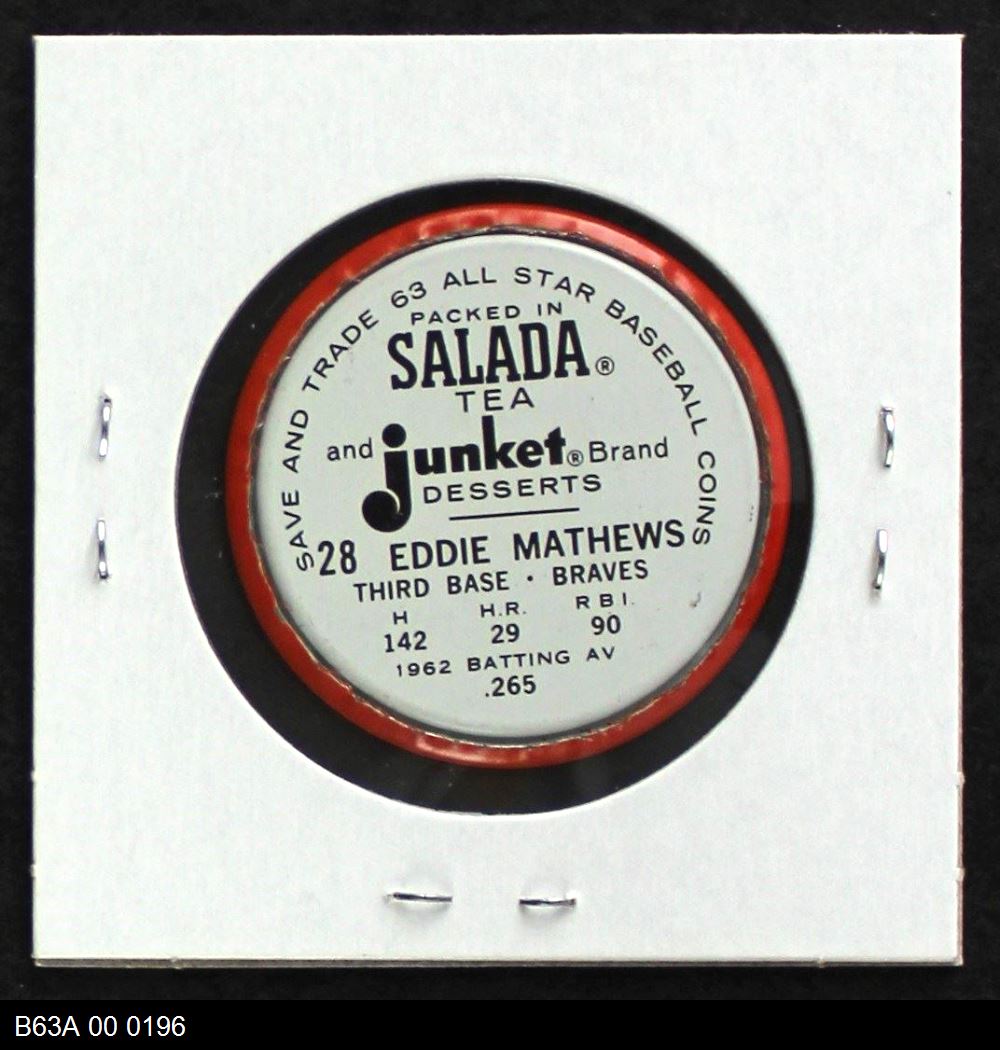 SAVE AND TRADE 63 ALL STAR BASEBALL COINS
PACKED IN
SALADA®
TEA
and junket® Brand
DESSERTS
28 EDDIE MATHEWS
THIRD BASE · BRAVES
H H.R. R B I.
142 29 90
1962 BATTING AV
.265
B63A 00 0196